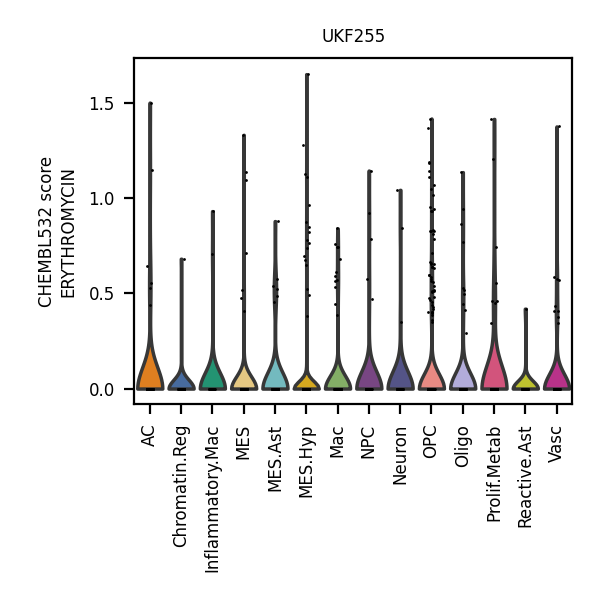 UKF255
CHEMBL532 score
ERYTHROMYCIN
1.5
1.0
0.5
0.0
AC
Chromatin.Reg
Inflammatory.Mac
MES
MES.Ast
MES.Hyp
Mac
NPC
Neuron
OPC
Oligo
Prolif.Metab
Reactive.Ast
Vasc